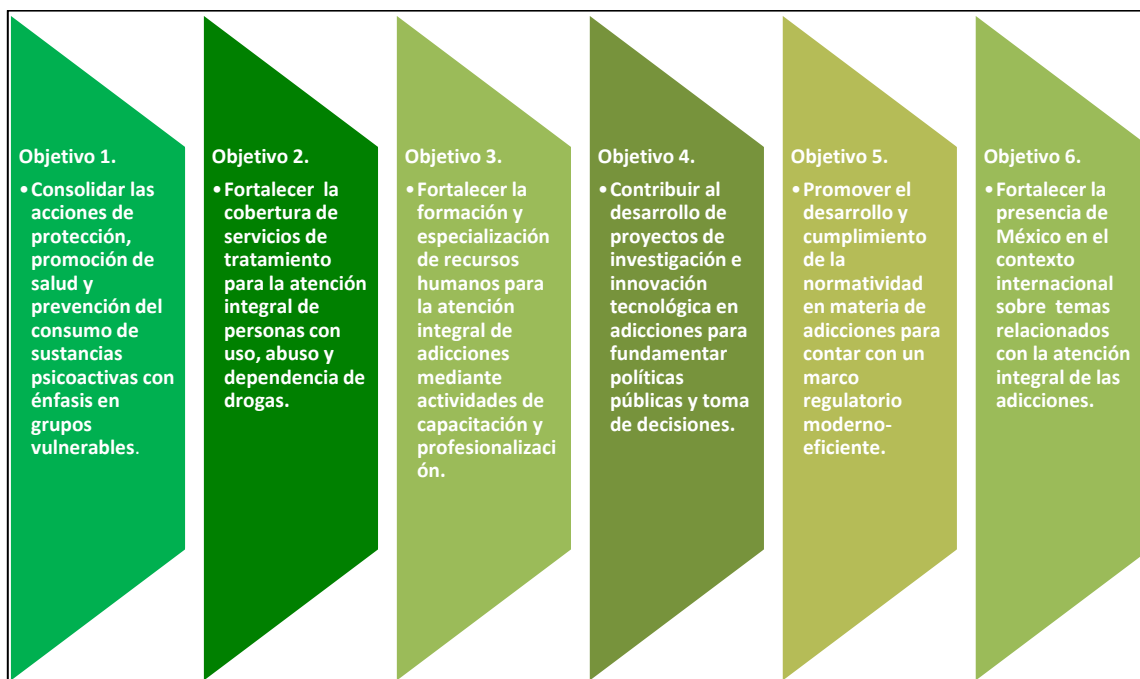 Objetivo 1.
•Consolidar las
acciones de
protección,
promoción de
salud y
prevención del
consumo de
sustancias
psicoactivas con
énfasis en
grupos
vulnerables.
Objetivo 2.
•Fortalecer la
cobertura de
servicios de
tratamiento
para la atención
integral de
personas con
uso, abuso y
dependencia de
drogas.
Objetivo 3.
•Fortalecer la
formación y
especialización
de recursos
humanos para
la atención
integral de
adicciones
mediante
actividades de
capacitación y
profesionalizaci
ón.
Objetivo 4.
•Contribuir al
desarrollo de
proyectos de
investigación e
innovación
tecnológica en
adicciones para
fundamentar
políticas
públicas y toma
de decisiones.
Objetivo 5.
•Promover el
desarrollo y
cumplimiento
de la
normatividad
en materia de
adicciones para
contar con un
marco
regulatorio
moderno-
eficiente.
Objetivo 6.
•Fortalecer la
presencia de
México en el
contexto
internacional
sobre temas
relacionados
con la atención
integral de las
adicciones.